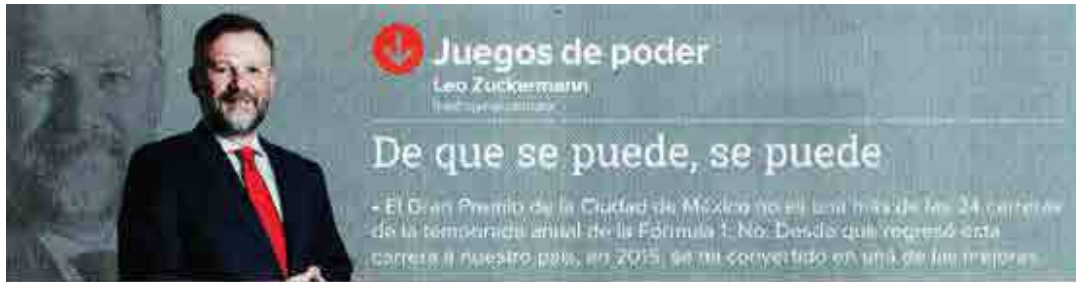 Juegos de poder
Leo Zuckermann
De que se puede, se puede
• El Gran Premio de la Ciudad de México no es una más de las 24 carreras
de la temporada anual de la Fórmula 1. No. Desde que regresó esta
carrera a nuestro país, en 2015, se ha convertido en una de las mejores.